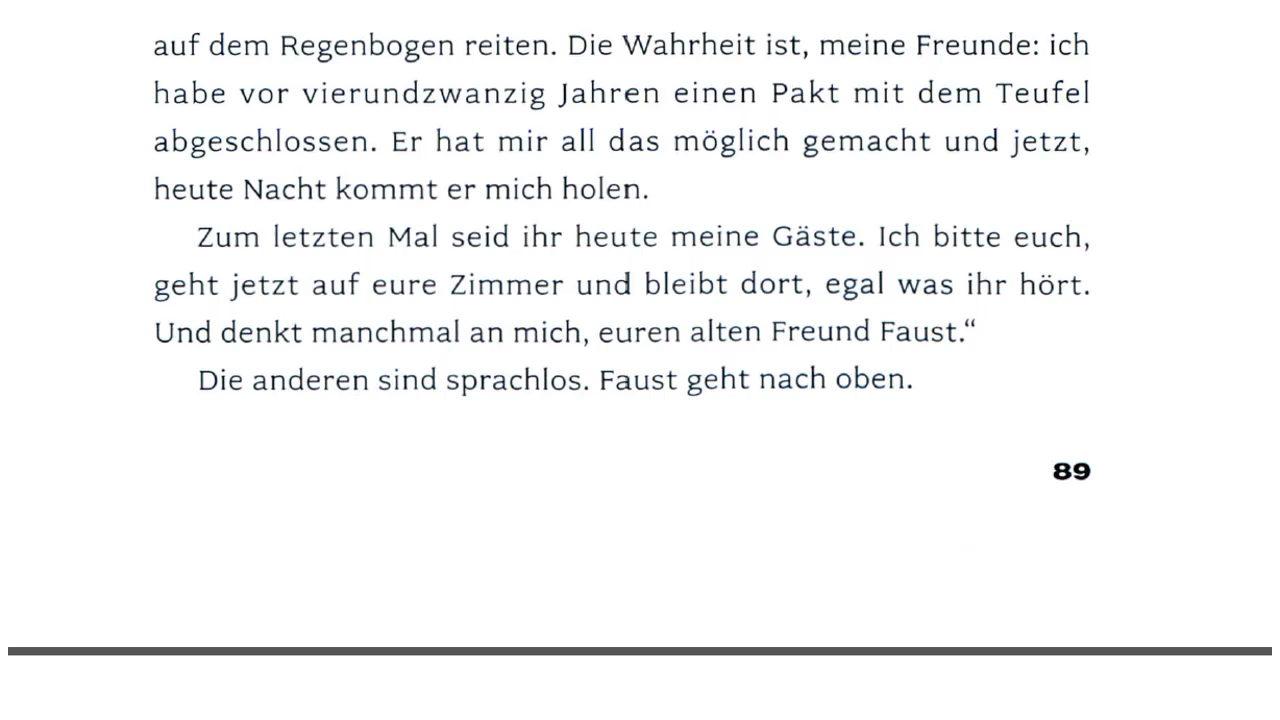 auf dem Regenbogen reiten. Die Wahrheit ist, meine Freunde: ich
habe vor vierundzwanzig Jahren einen Pakt mit dem Teufel
abgeschlossen. Er hat mir all das möglich gemacht und jetzt,
heute Nacht kommt er mich holen.
Zum letzten Mal seid ihr heute meine Gäste. Ich bitte euch,
geht jetzt auf eure Zimmer und bleibt dort, egal was ihr hört.
Und denkt manchmal an mich, euren alten Freund Faust.“
Die anderen sind sprachlos. Faust geht nach oben.
89